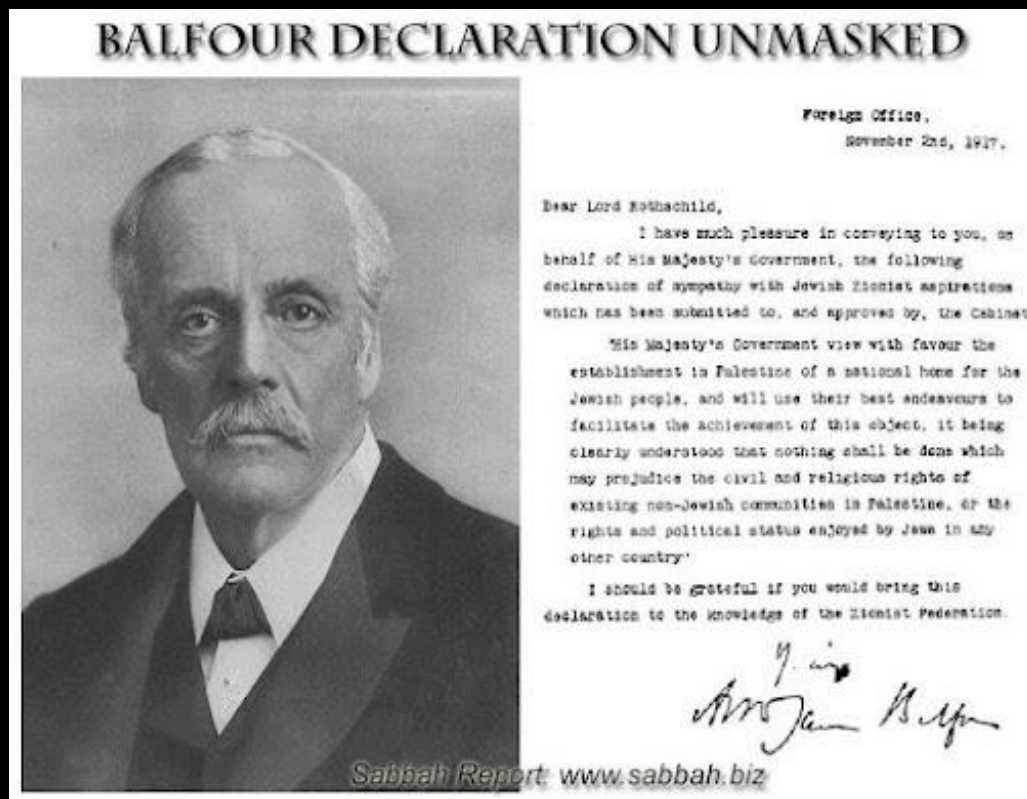 BALFOUR DECLARATION UNMASKED
Foreign Office,
November 2nd, 1917.
Dear Lord Rothschild,
I have much pleasure in conveying to you, on
behalf of His Majesty's Government, the following
declaration of sympathy with Jewish Zionist aspirations
which has been submitted to, and approved by, the Cabinet
"His Majesty's Government view with favour the
establishment in Palestine of a national home for the
Jewish people, and will use their best endeavours to
facilitate the achievement of this object, it being
clearly understood that nothing shall be done which
may prejudice the civil and religious rights of
existing non-Jewish communities in Palestine, or the
rights and political status enjoyed by Jews in any
other country"
I should be grateful if you would bring this
declaration to the knowledge of the Zionist Federation.
Arthur James Balfour
Sabbah Report: www.sabbah.biz